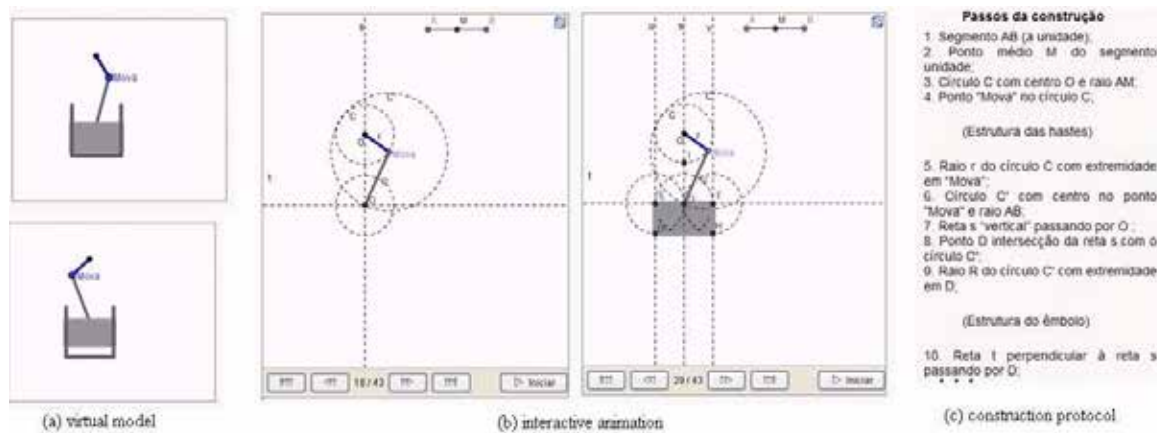 Mova
Mova
A M B
s
C'
C
O
r
Mova
R
D
t
18 / 43
Iniciar
A M B
s
C'
C
O
r
Mova
t
29 / 43
Iniciar
Passos da construção
1. Segmento AB (a unidade);
2. Ponto médio M do segmento
unidade;
3. Círculo C com centro O e raio AM;
4. Ponto "Mova" no círculo C;
(Estrutura das hastes)
5. Raio r do círculo C com extremidade
em "Mova";
6. Círculo C' com centro no ponto
"Mova" e raio AB;
7. Reta s "vertical" passando por O ;
8. Ponto D intersecção da reta s com o
círculo C';
9. Raio R do círculo C' com extremidade
em D;
(Estrutura do êmbolo)
10. Reta t perpendicular à reta s
passando por D;
• • •
(a) virtual model
(b) interactive animation
(c) construction protocol